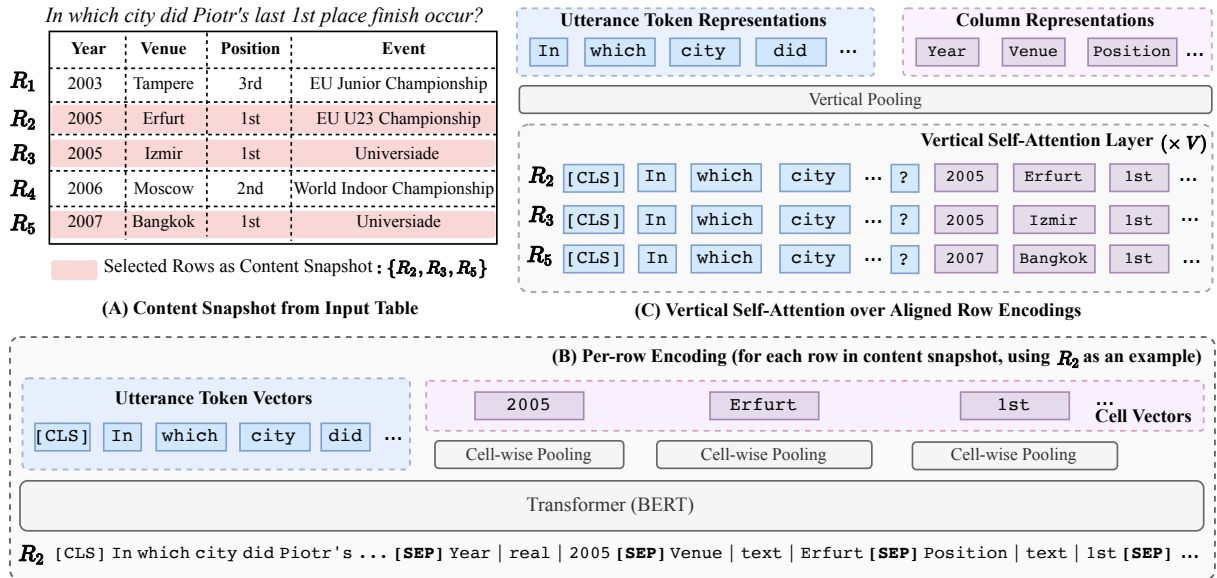 In which city did Piotr's last 1st place finish occur?
Year Venue Position Event
R1 2003 Tampere 3rd EU Junior Championship
R2 2005 Erfurt 1st EU U23 Championship
R3 2005 Izmir 1st Universiade
R4 2006 Moscow 2nd World Indoor Championship
R5 2007 Bangkok 1st Universiade
Selected Rows as Content Snapshot : {R2, R3, R5}
(A) Content Snapshot from Input Table
Utterance Token Representations
In which city did ...
Column Representations
Year Venue Position ...
Vertical Pooling
Vertical Self-Attention Layer (× V)
R2 [CLS] In which city ... ? 2005 Erfurt 1st ...
R3 [CLS] In which city ... ? 2005 Izmir 1st ...
R5 [CLS] In which city ... ? 2007 Bangkok 1st ...
(C) Vertical Self-Attention over Aligned Row Encodings
(B) Per-row Encoding (for each row in content snapshot, using R2 as an example)
Utterance Token Vectors
[CLS] In which city did ...
2005 Erfurt 1st ...
Cell Vectors
Cell-wise Pooling Cell-wise Pooling Cell-wise Pooling
Transformer (BERT)
R2 [CLS] In which city did Piotr's ... [SEP] Year | real | 2005 [SEP] Venue | text | Erfurt [SEP] Position | text | 1st [SEP] ...